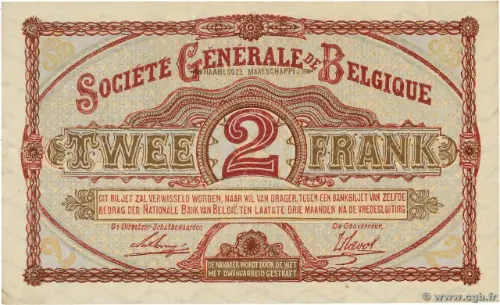 SOCIÉTÉ GÉNÉRALE DE BELGIQUE
NAAMLOOZE MAATSCHAPPIJ
TWEE 2 FRANK
DIT BILJET ZAL VERWISSELD WORDEN, NAAR WIL VAN DRAGER, TEGEN EEN BANKBILJET VAN ZELFDE
BEDRAG DER NATIONALE BANK VAN BELGIË TEN LAATSTE DRIE MAANDEN NA DE VREDESLUITING
De Directeur-Schatbewaarder, De Gouverneur,
DE NAMAKER WORDT DOOR DE WET
MET DWANGARBEID GESTRAFT
© www.cgb.fr